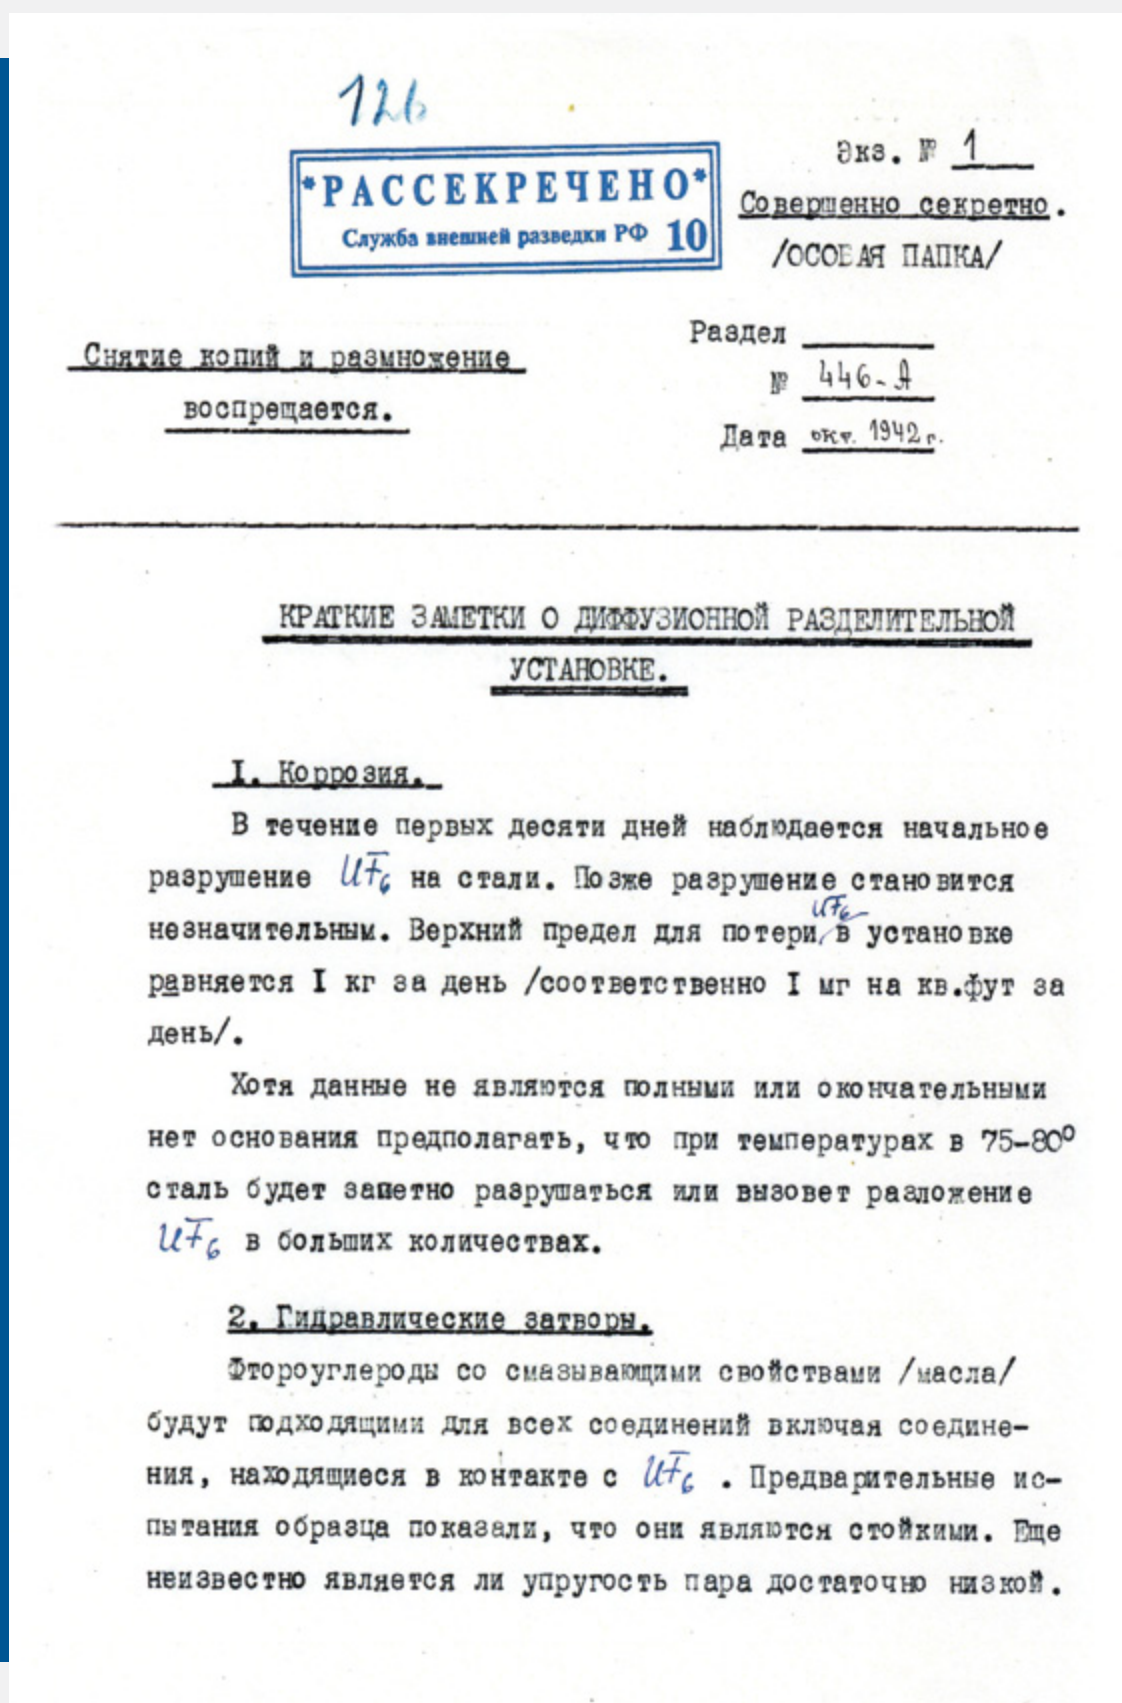 126
*РАССЕКРЕЧЕНО*
Служба внешней разведки РФ 10
Экз. № 1
Совершенно секретно.
/ОСОБАЯ ПАПКА/
Снятие копий и размножение
воспрещается.
Раздел
№ 446-А
Дата окт. 1942 г.
КРАТКИЕ ЗАМЕТКИ О ДИФФУЗИОННОЙ РАЗДЕЛИТЕЛЬНОЙ
УСТАНОВКЕ.
I. Коррозия.
В течение первых десяти дней наблюдается начальное
разрушение UF6 на стали. Позже разрушение становится
незначительным. Верхний предел для потери UF6 в установке
равняется I кг за день /соответственно I мг на кв.фут за
день/.
Хотя данные не являются полными или окончательными
нет основания предполагать, что при температурах в 75-80°
сталь будет заметно разрушаться или вызовет разложение
UF6 в больших количествах.
2. Гидравлические затворы.
Фтороуглероды со смазывающими свойствами /масла/
будут подходящими для всех соединений включая соедине-
ния, находящиеся в контакте с UF6 . Предварительные ис-
пытания образца показали, что они являются стойкими. Еще
неизвестно является ли упругость пара достаточно низкой.